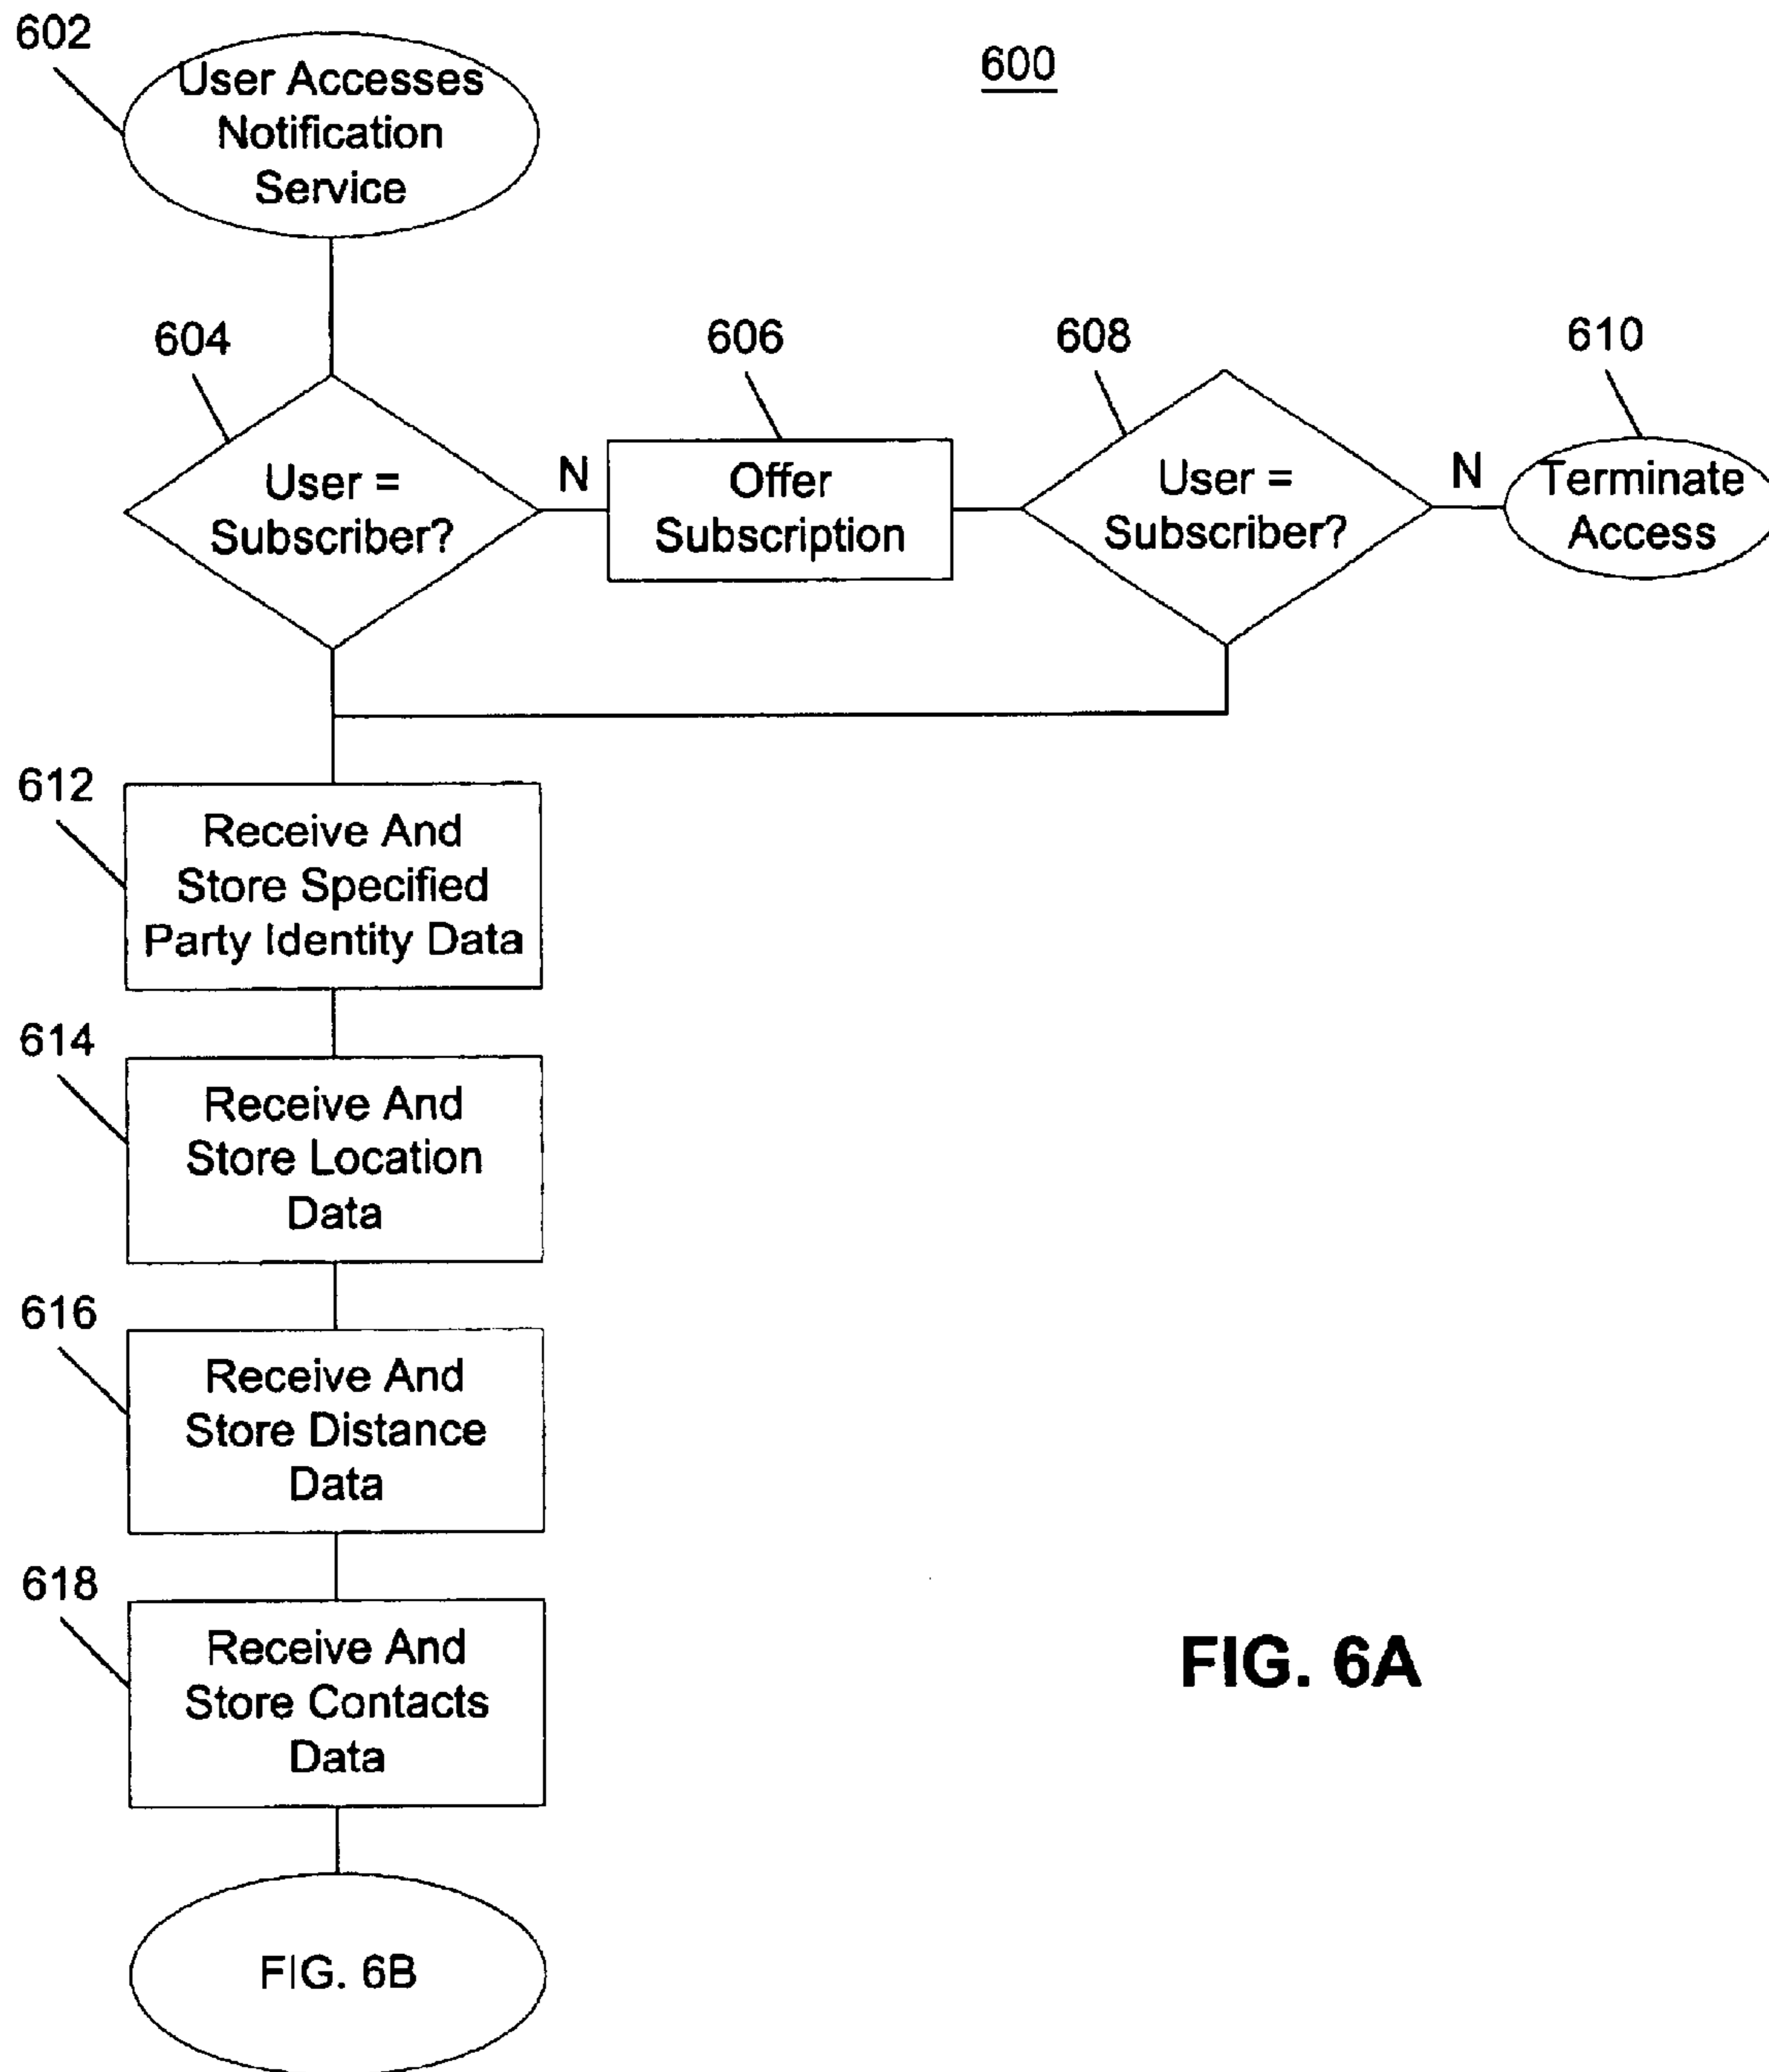 602
User Accesses
Notification
Service
600
604
606
608
610
User =
Subscriber?
N
Offer
Subscription
User =
Subscriber?
N
Terminate
Access
612
Receive And
Store Specified
Party Identity Data
614
Receive And
Store Location
Data
616
Receive And
Store Distance
Data
618
Receive And
Store Contacts
Data
FIG. 6A
FIG. 6B